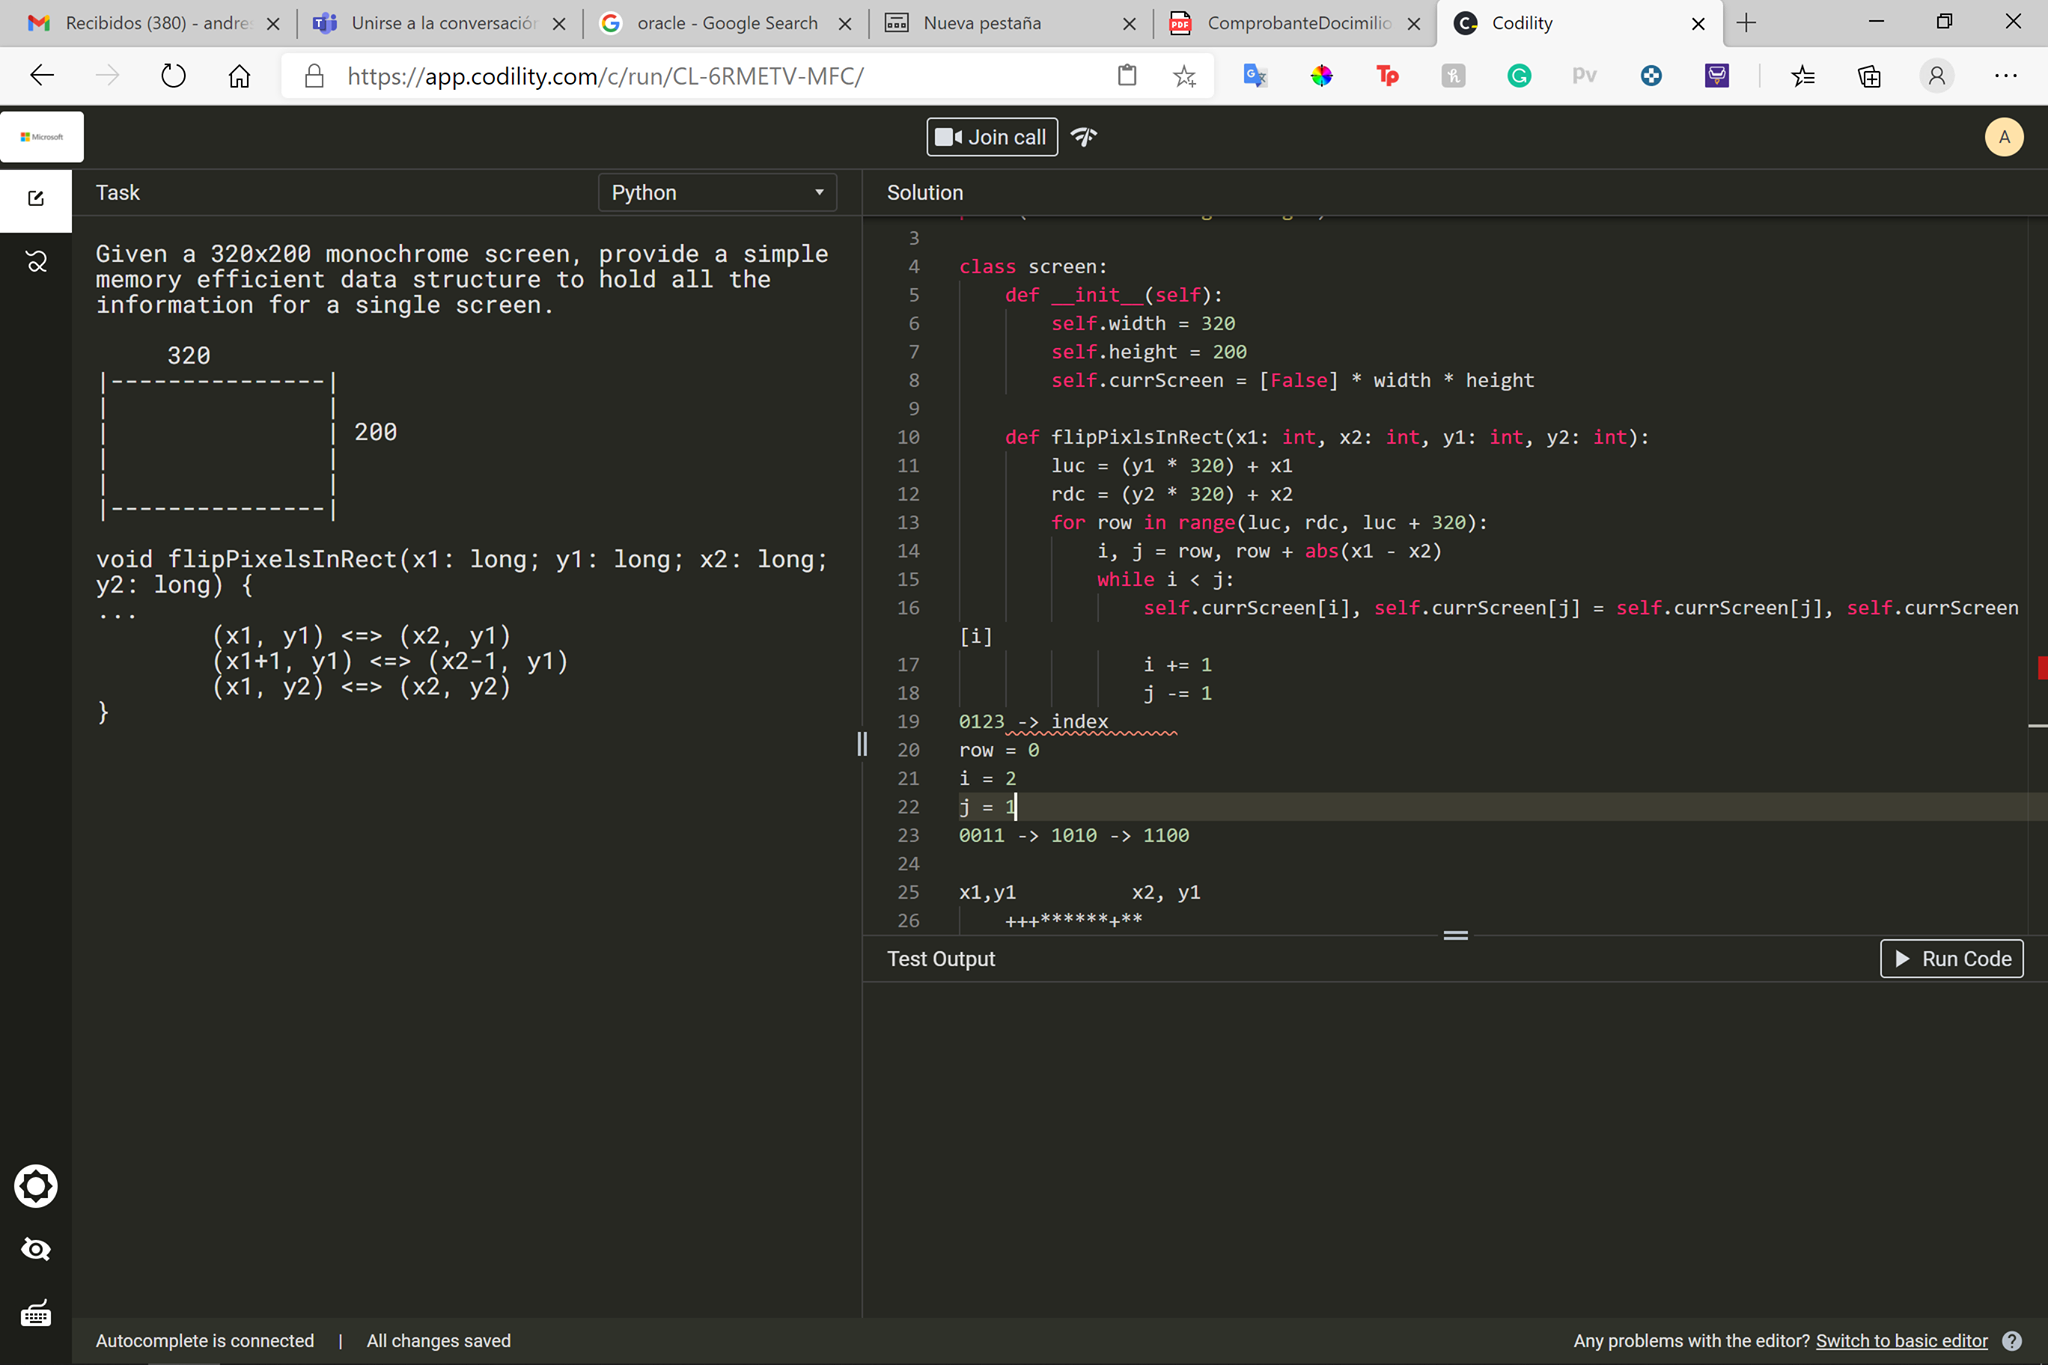 Recibidos (380) - andre
Unirse a la conversación
oracle - Google Search
Nueva pestaña
ComprobanteDocimilio
Codility
https://app.codility.com/c/run/CL-6RMETV-MFC/
Microsoft
Join call
A
Task
Python
Solution
Given a 320x200 monochrome screen, provide a simple
memory efficient data structure to hold all the
information for a single screen.
320
|---------------|
|               |
|               | 200
|               |
|               |
|---------------|
void flipPixelsInRect(x1: long; y1: long; x2: long;
y2: long) {
...
(x1, y1) <=> (x2, y1)
(x1+1, y1) <=> (x2-1, y1)
(x1, y2) <=> (x2, y2)
}
3
4 class screen:
5 def __init__(self):
6 self.width = 320
7 self.height = 200
8 self.currScreen = [False] * width * height
9
10 def flipPixlsInRect(x1: int, x2: int, y1: int, y2: int):
11 luc = (y1 * 320) + x1
12 rdc = (y2 * 320) + x2
13 for row in range(luc, rdc, luc + 320):
14 i, j = row, row + abs(x1 - x2)
15 while i < j:
16 self.currScreen[i], self.currScreen[j] = self.currScreen[j], self.currScreen
[i]
17 i += 1
18 j -= 1
19 0123 -> index
20 row = 0
21 i = 2
22 j = 1
23 0011 -> 1010 -> 1100
24
25 x1,y1 x2, y1
26 +++******+**
Test Output
Run Code
Autocomplete is connected | All changes saved
Any problems with the editor? Switch to basic editor ?